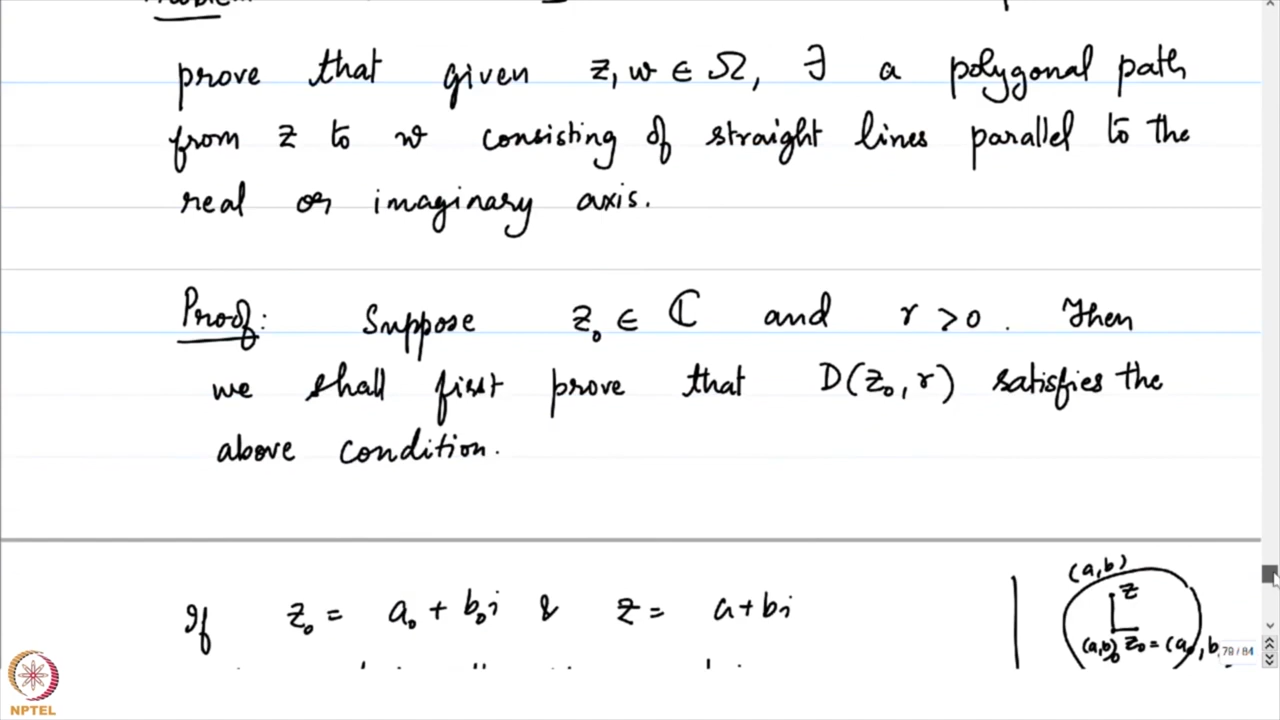 prove that given z, w ∈ Ω, ∃ a polygonal path
from z to w consisting of straight lines parallel to the
real or imaginary axis.
Proof: Suppose z₀ ∈ ℂ and r > 0. Then
we shall first prove that D(z₀, r) satisfies the
above condition.
(a,b)
z
If z₀ = a₀ + b₀i & z = a+bi
(a,b₀) z₀ = (a₀, b
79 / 84
NPTEL